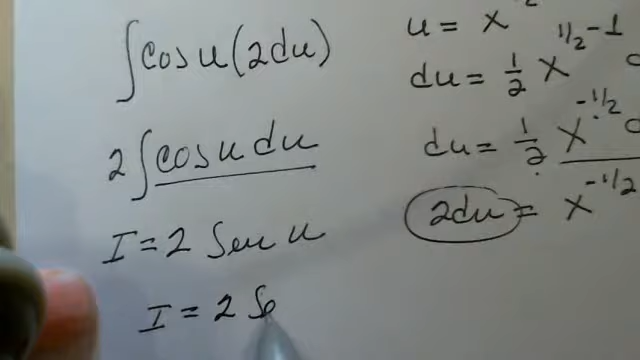 ∫cos u(2du)
2∫cos u du
I = 2 Sen u
I = 2 Se
u = x
du = 1/2 x^(1/2-1)
du = 1/2 x^(-1/2)
2du = x^(-1/2)